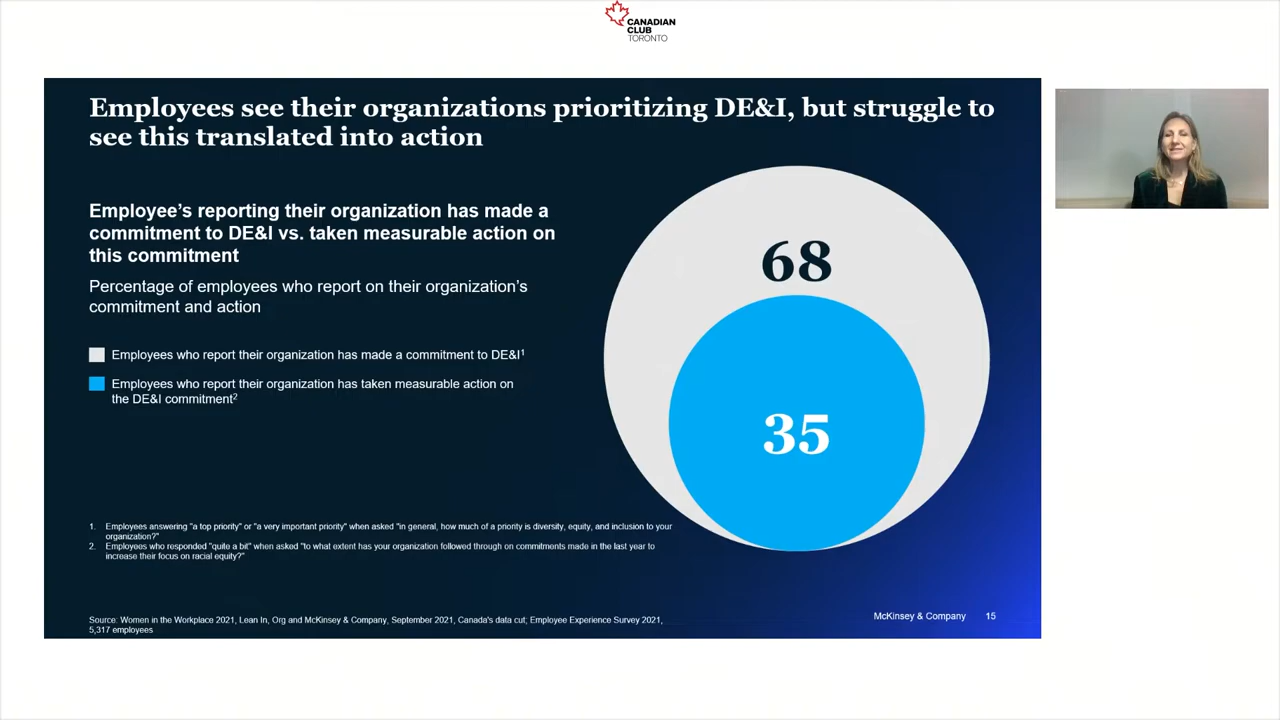 CANADIAN
CLUB
TORONTO
Employees see their organizations prioritizing DE&I, but struggle to
see this translated into action
Employee’s reporting their organization has made a
commitment to DE&I vs. taken measurable action on
this commitment
Percentage of employees who report on their organization’s
commitment and action
Employees who report their organization has made a commitment to DE&I¹
Employees who report their organization has taken measurable action on
the DE&I commitment²
68
35
1. Employees answering "a top priority" or "a very important priority" when asked "in general, how much of a priority is diversity, equity, and inclusion to your
organization?"
2. Employees who responded "quite a bit" when asked "to what extent has your organization followed through on commitments made in the last year to
increase their focus on racial equity?"
Source: Women in the Workplace 2021, Lean In, Org and McKinsey & Company, September 2021, Canada's data cut; Employee Experience Survey 2021,
5,317 employees
McKinsey & Company 15